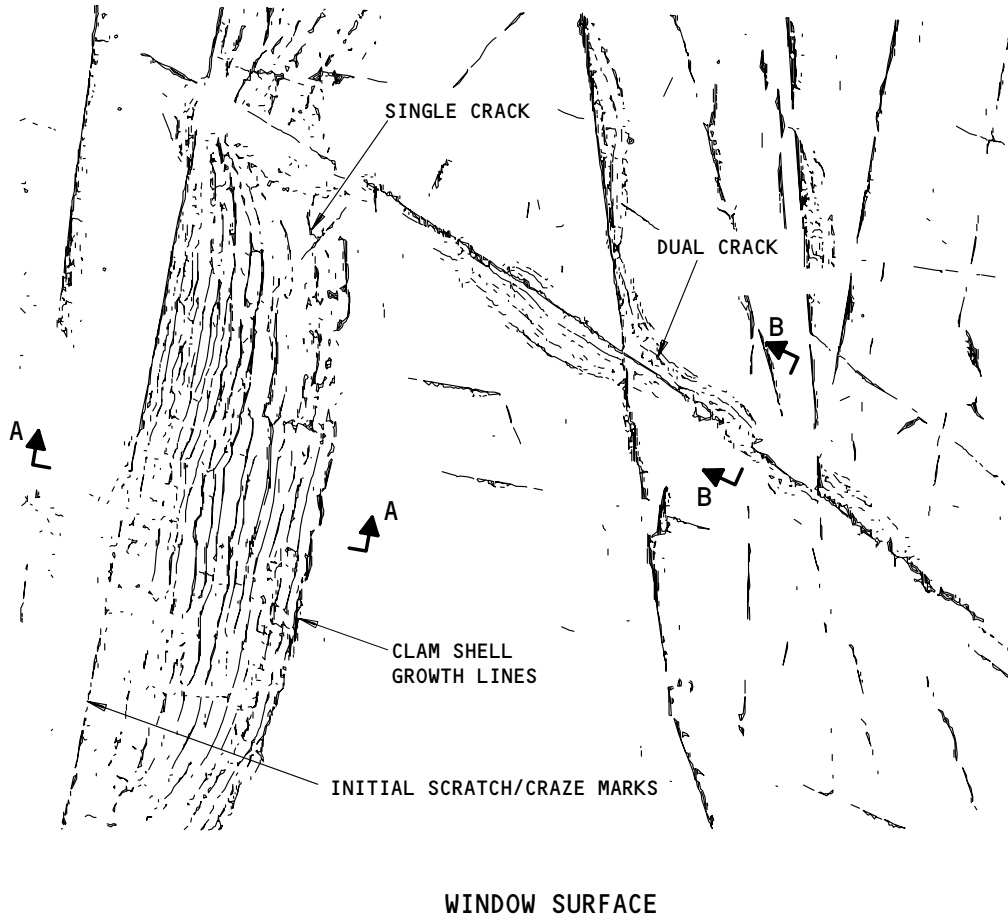 SINGLE CRACK
DUAL CRACK
B
A
B
A
CLAM SHELL
GROWTH LINES
INITIAL SCRATCH/CRAZE MARKS
WINDOW SURFACE